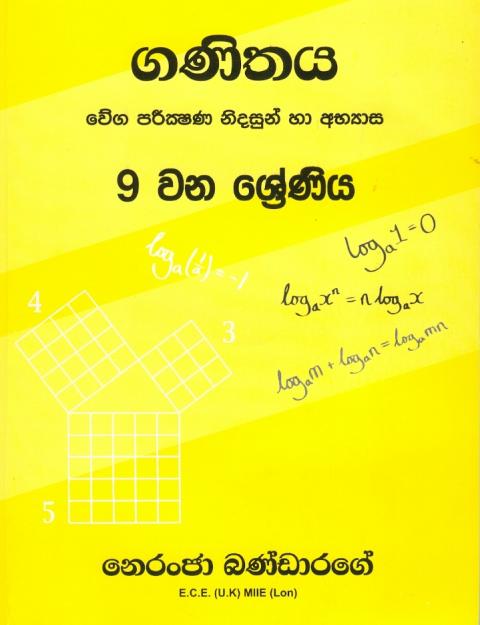 ගණිතය
වේග පරීක්ෂණ නිදසුන් හා අභ්‍යාස
9 වන ශ්‍රේණිය
logₐ1=0
logₐ(1/a)=-1
logₐxⁿ=n logₐx
4
3
logₐm + logₐn = logₐmn
5
නෙරංජා බණ්ඩාරගේ
E.C.E. (U.K) MIIE (Lon)